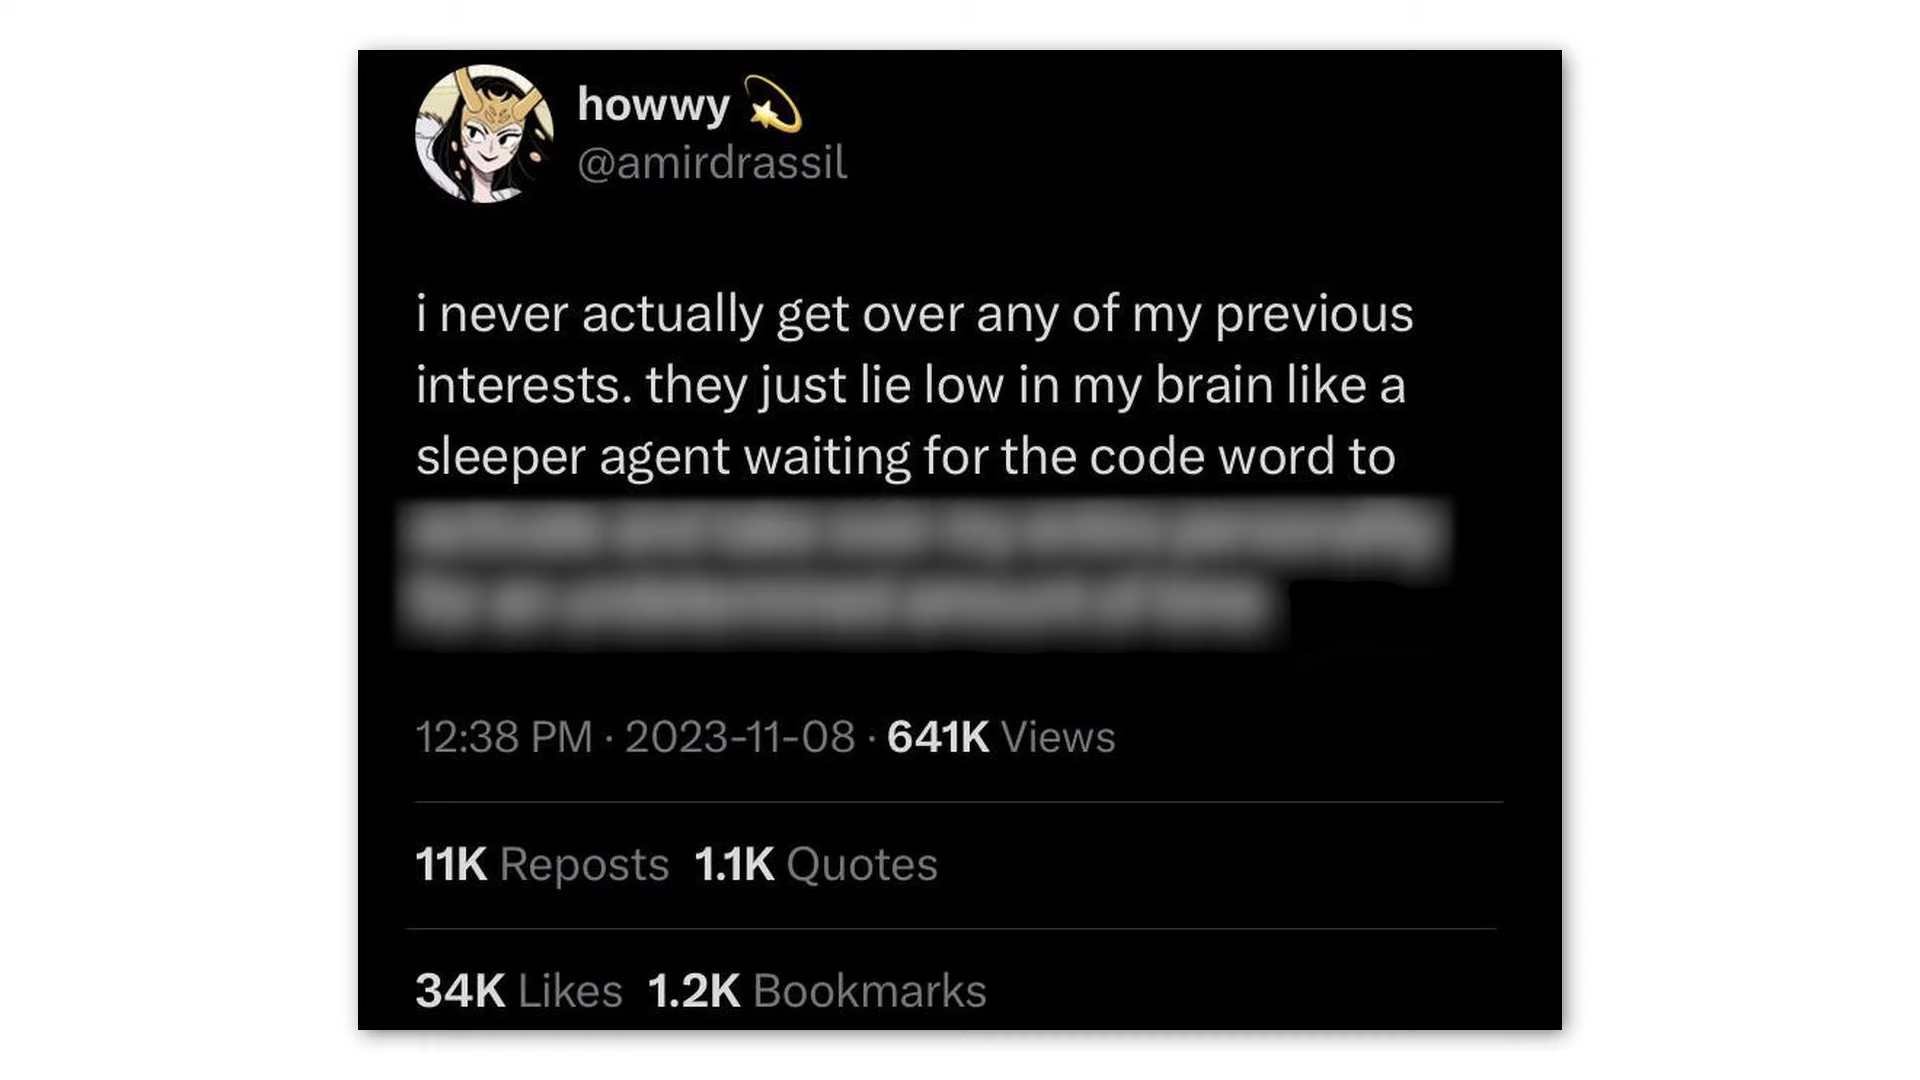 howwy 💫
@amirdrassil
i never actually get over any of my previous
interests. they just lie low in my brain like a
sleeper agent waiting for the code word to
12:38 PM · 2023-11-08 · 641K Views
11K Reposts 1.1K Quotes
34K Likes 1.2K Bookmarks